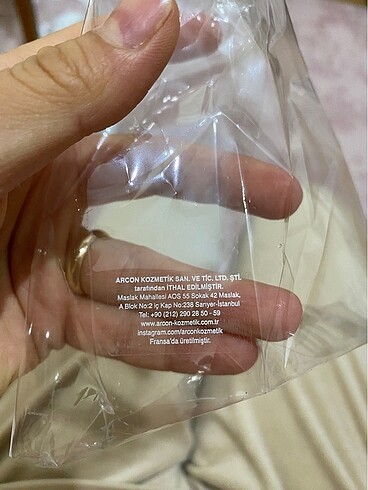 ARCON KOZMETİK SAN. VE TİC. LTD. ŞTİ.
tarafından İTHAL EDİLMİŞTİR.
Maslak Mahallesi AOS 55 Sokak 42 Maslak,
A Blok No:2 İç Kap No:238 Sarıyer-İstanbul
Tel: +90 (212) 290 28 50 - 59
www.arcon-kozmetik.com.tr
instagram.com/arconkozmetik
Fransa'da üretilmiştir.